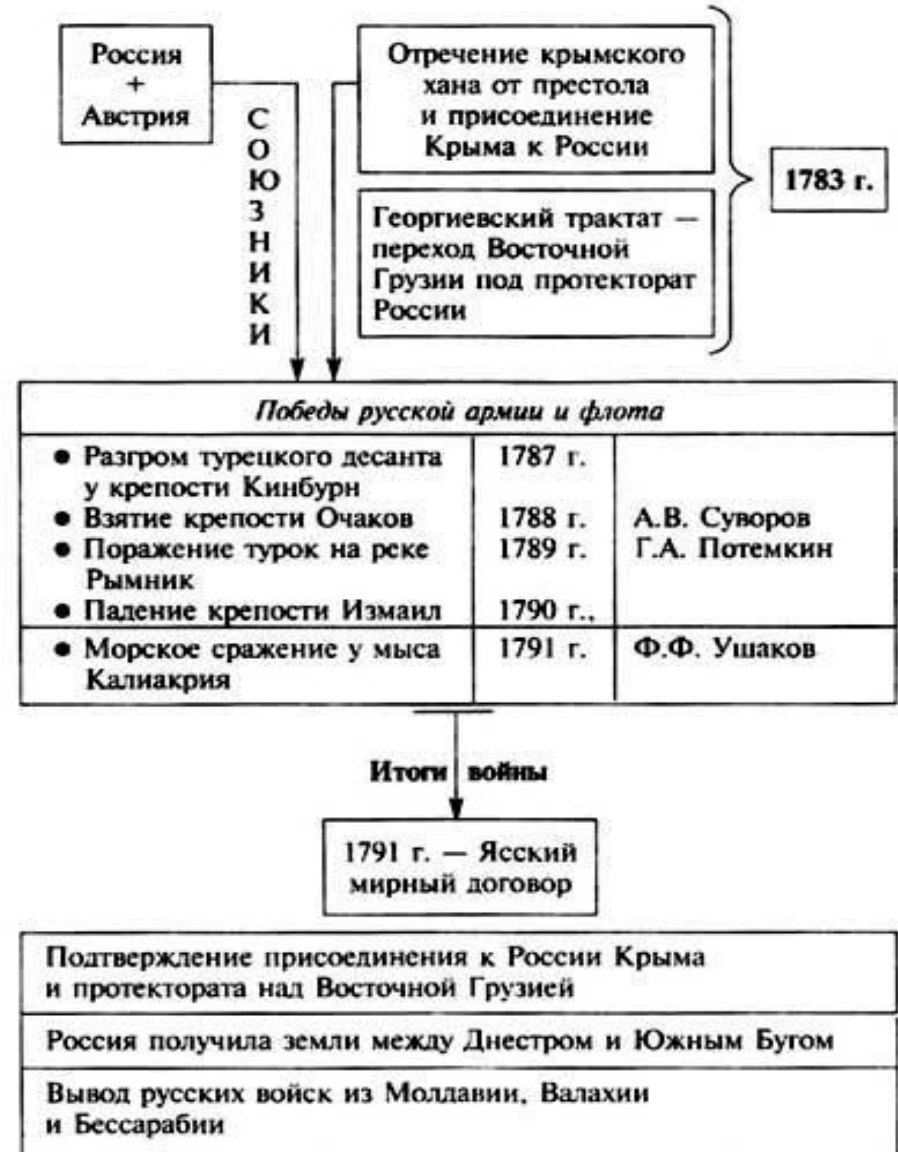 Россия
+
Австрия
СОЮЗНИКИ
Отречение крымского
хана от престола
и присоединение
Крыма к России
Георгиевский трактат —
переход Восточной
Грузии под протекторат
России
1783 г.
Победы русской армии и флота
• Разгром турецкого десанта 1787 г.
у крепости Кинбурн
• Взятие крепости Очаков 1788 г. А.В. Суворов
• Поражение турок на реке 1789 г. Г.А. Потемкин
Рымник
• Падение крепости Измаил 1790 г.,
• Морское сражение у мыса 1791 г. Ф.Ф. Ушаков
Калиакрия
Итоги войны
1791 г. — Ясский
мирный договор
Подтверждение присоединения к России Крыма
и протектората над Восточной Грузией
Россия получила земли между Днестром и Южным Бугом
Вывод русских войск из Молдавии, Валахии
и Бессарабии